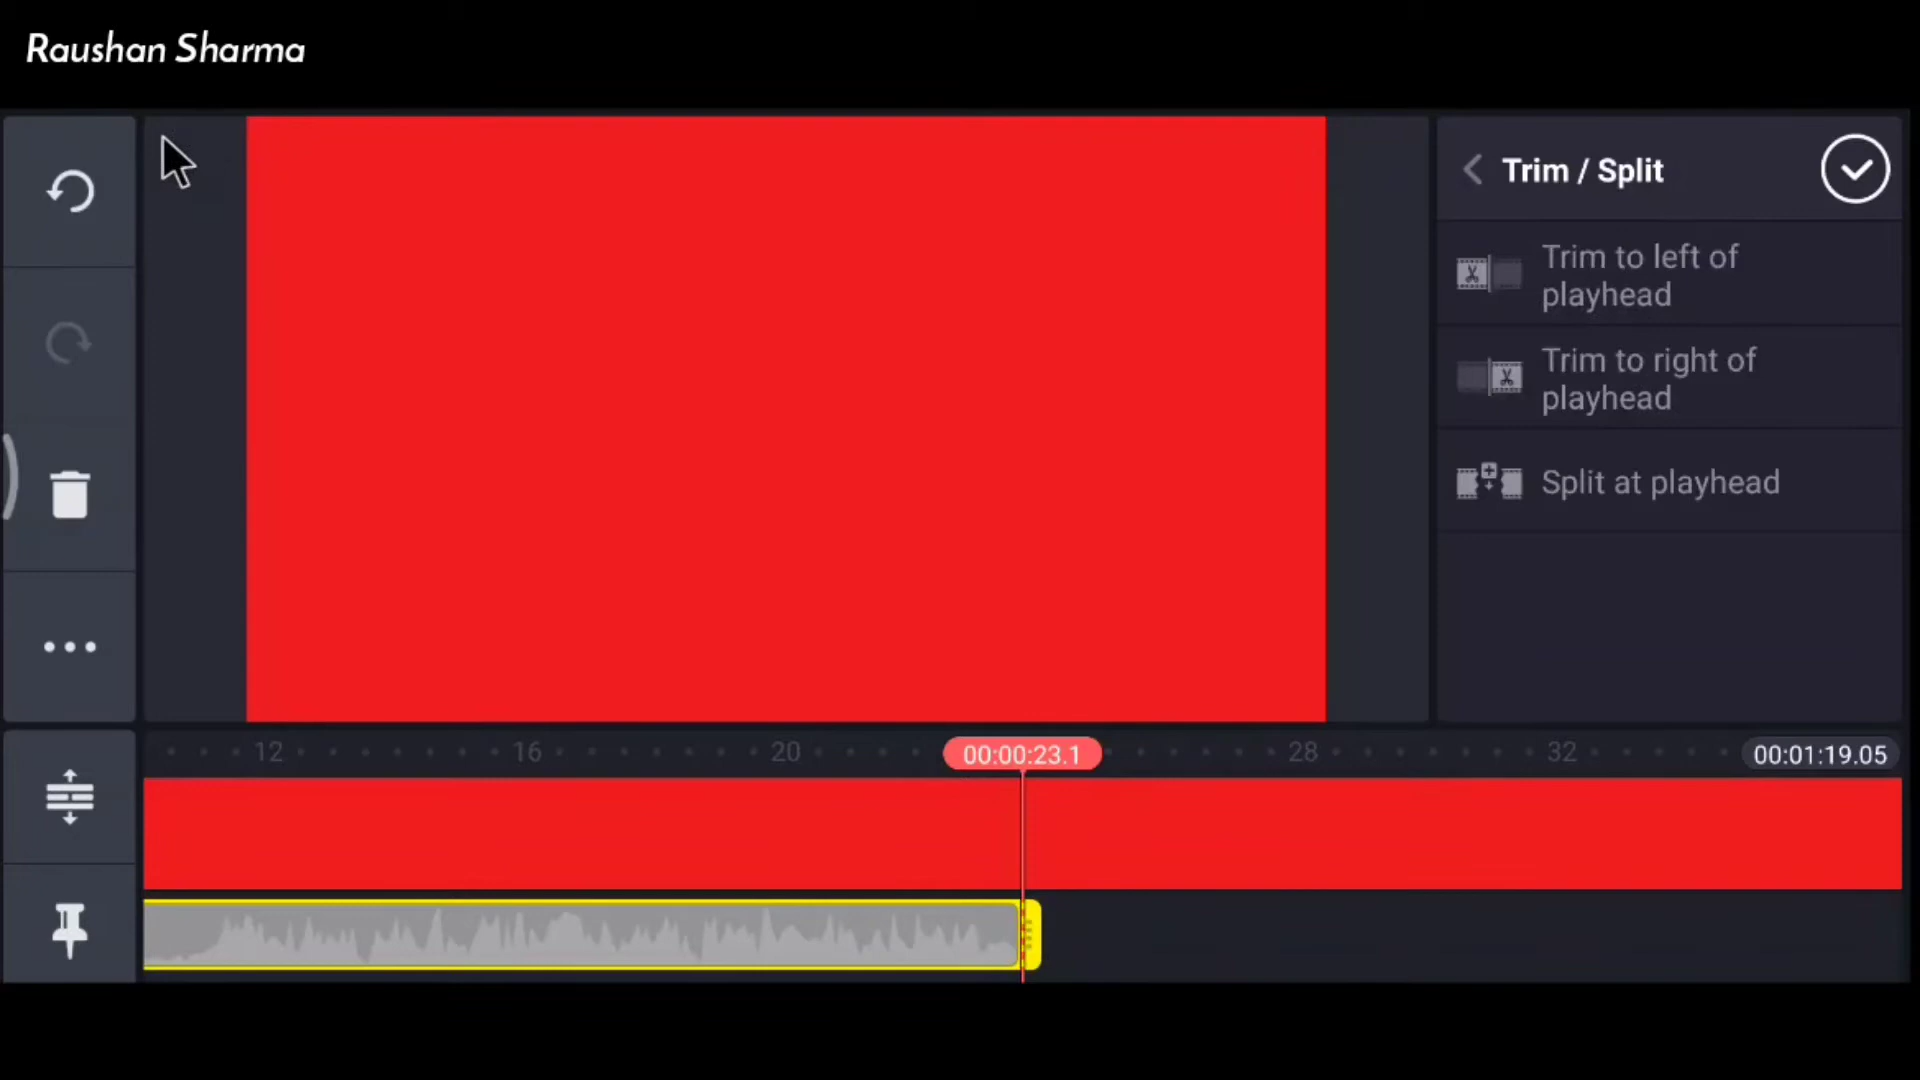 Raushan Sharma
Trim / Split
Trim to left of
playhead
Trim to right of
playhead
Split at playhead
12 16 20 00:00:23.1 28 32 00:01:19.05